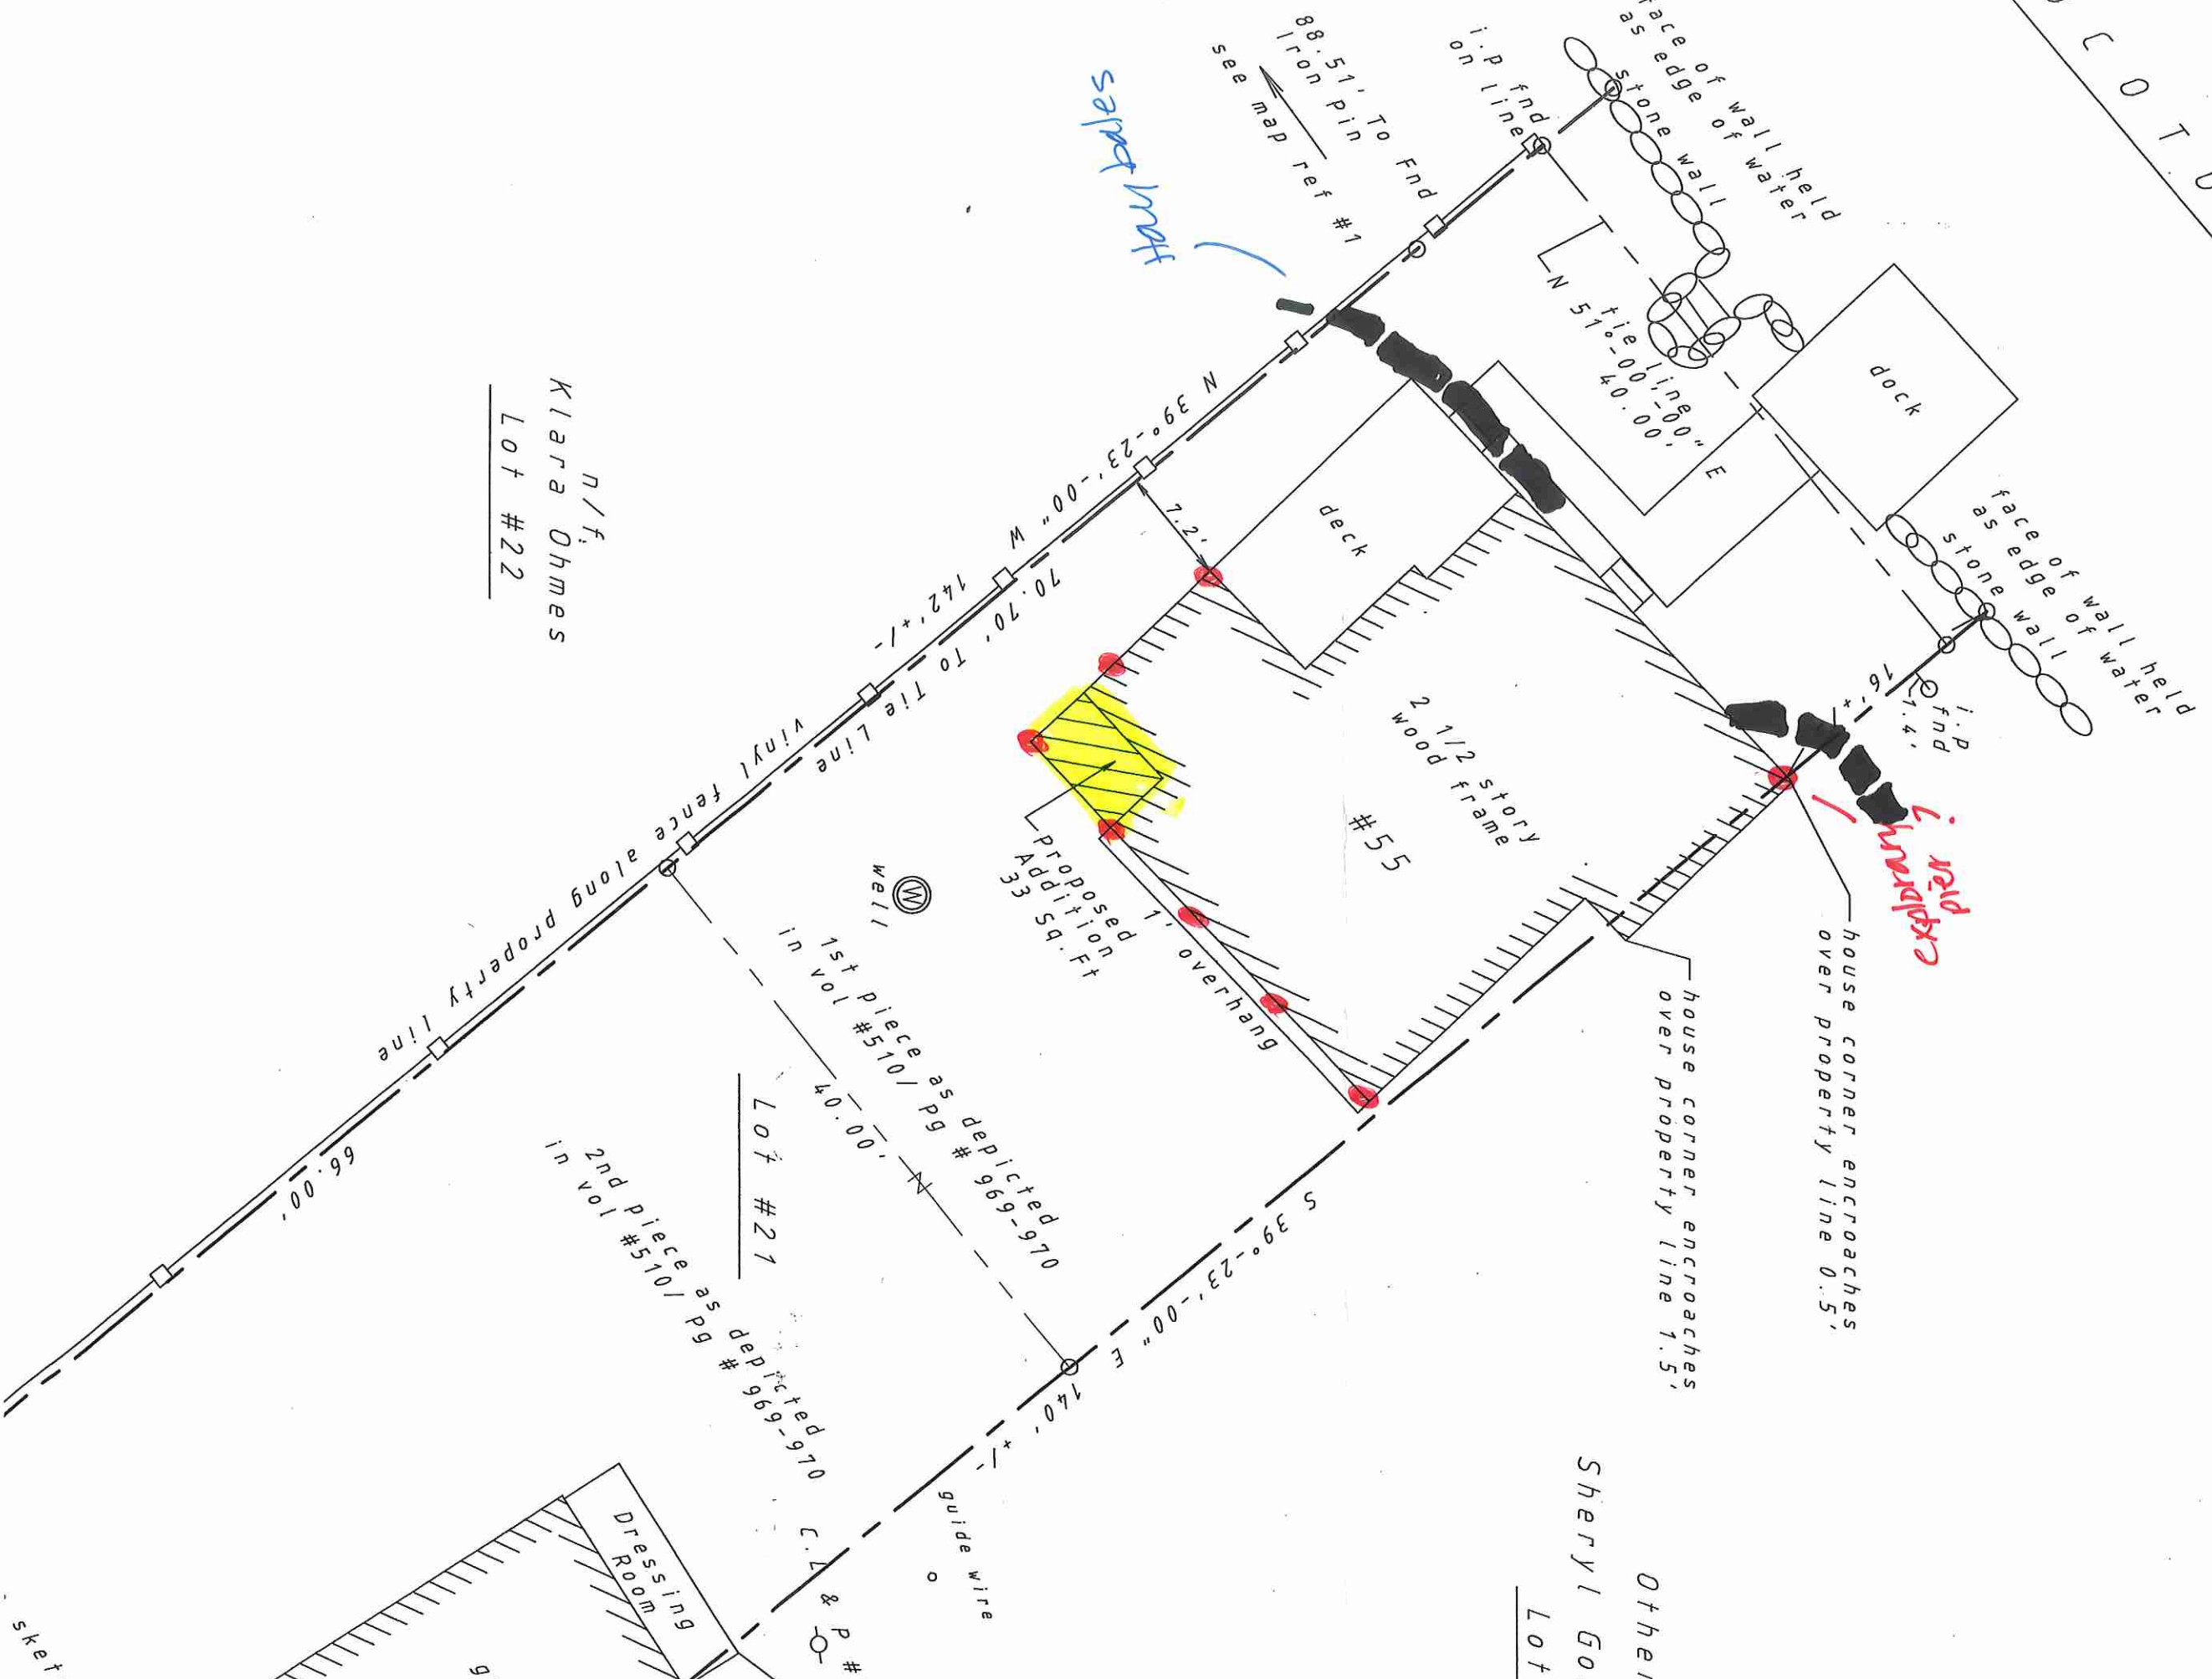 C O T U
face of wall held
as edge of water
stone wall
i.p fnd
on line
88.51' To Fnd
Iron Pin
see map ref #1
Haul pates
tie line
N 51°-00'-00" E
40.00'
dock
face of wall held
as edge of water
stone wall
i.p
fnd
1.4'
16 '+/-
i
pier
N 39°-23'-00" W
142'+/-
70.70' To Tie Line
7.2'
deck
2 1/2 story
wood frame
#55
n/f.
Klara Ohmes
Lot #22
vinyl fence along property line
proposed
Addition
33 Sq.Ft
1' overhang
W
well
house corner encroaches
over property line 0.5'
house corner encroaches
over property line 1.5'
1st piece as depicted
in vol #510/ pg # 969-970
40.00'
Lot #21
2nd piece as depicted
in vol #510/ pg # 969-970
66.00'
S 39°-23'-00" E
140' +/-
guide wire
C.L & P #
Dressing
Room
g
sket
Other
Sheryl Go
Lot